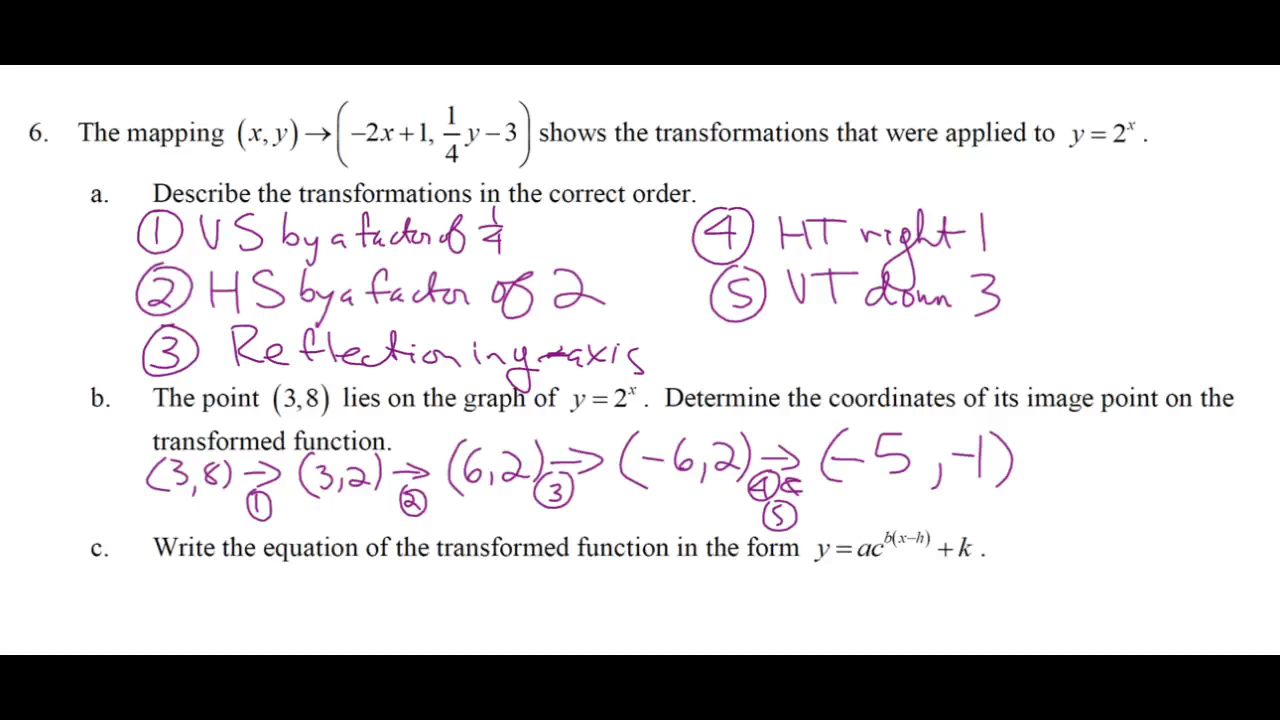 6. The mapping (x, y) → (−2x + 1, 1/4 y − 3) shows the transformations that were applied to y = 2^x.
a. Describe the transformations in the correct order.
① VS by a factor of 1/4
② HS by a factor of 2
③ Reflection in y-axis
④ HT right 1
⑤ VT down 3
b. The point (3,8) lies on the graph of y = 2^x. Determine the coordinates of its image point on the
transformed function.
(3,8) → (3,2) → (6,2) → (−6,2) → (−5,−1)
① ② ③ ④ &
⑤
c. Write the equation of the transformed function in the form y = ac^{b(x−h)} + k.